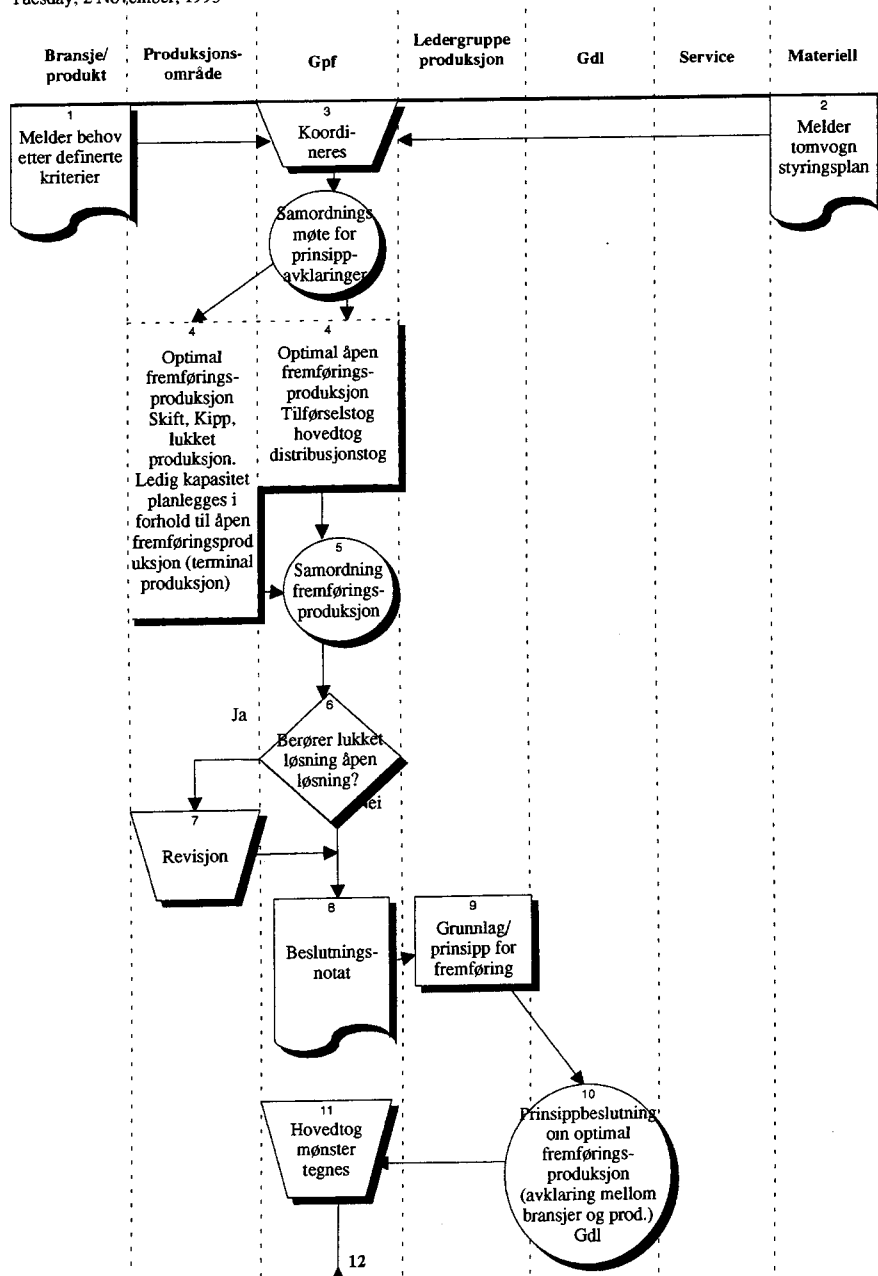 Tuesday, 2 November, 1993
Bransje/
produkt
Produksjons-
område
Gpf
Ledergruppe
produksjon
Gdl
Service
Materiell
1
Melder behov
etter definerte
kriterier
3
Koordi-
neres
2
Melder
tomvogn
styringsplan
Samordnings
møte for
prinsipp-
avklaringer
4
Optimal
fremførings-
produksjon
Skift, Kipp,
lukket
produksjon.
Ledig kapasitet
planlegges i
forhold til åpen
fremføringsprod
uksjon (terminal
produksjon)
4
Optimal åpen
fremførings-
produksjon
Tilførselstog
hovedtog
distribusjonstog
5
Samordning
fremførings-
produksjon
Ja
6
Berører lukket
løsning åpen
løsning?
Nei
7
Revisjon
8
Beslutnings-
notat
9
Grunnlag/
prinsipp for
fremføring
10
Prinsippbeslutning
om optimal
fremførings-
produksjon
(avklaring mellom
bransjer og prod.)
Gdl
11
Hovedtog
mønster
tegnes
12